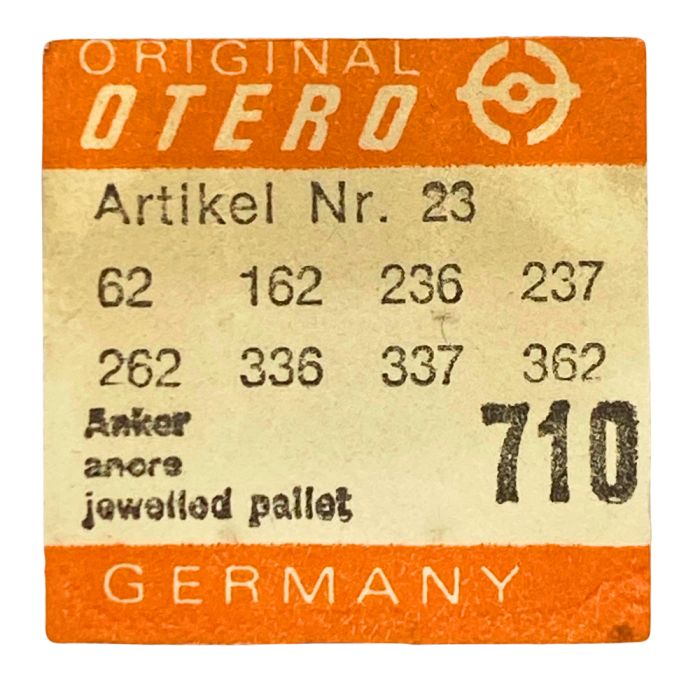 ORIGINAL
OTERO
Artikel Nr. 23
62 162 236 237
262 336 337 362
Anker
ancre
jewelled pallet
710
GERMANY